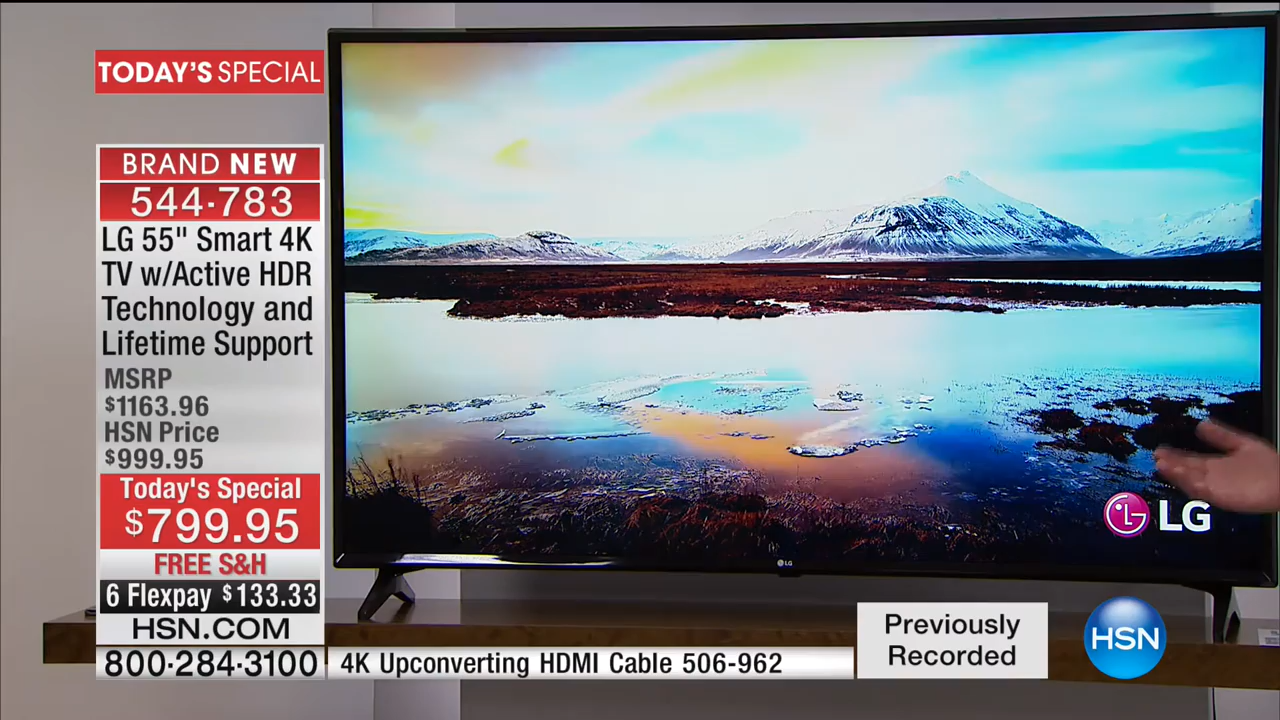 TODAY'S SPECIAL
BRAND NEW
544-783
LG 55" Smart 4K
TV w/Active HDR
Technology and
Lifetime Support
MSRP
$1163.96
HSN Price
$999.95
Today's Special
$799.95
FREE S&H
6 Flexpay $133.33
HSN.COM
800-284-3100
4K Upconverting HDMI Cable 506-962
LG
LG
Previously
Recorded
HSN